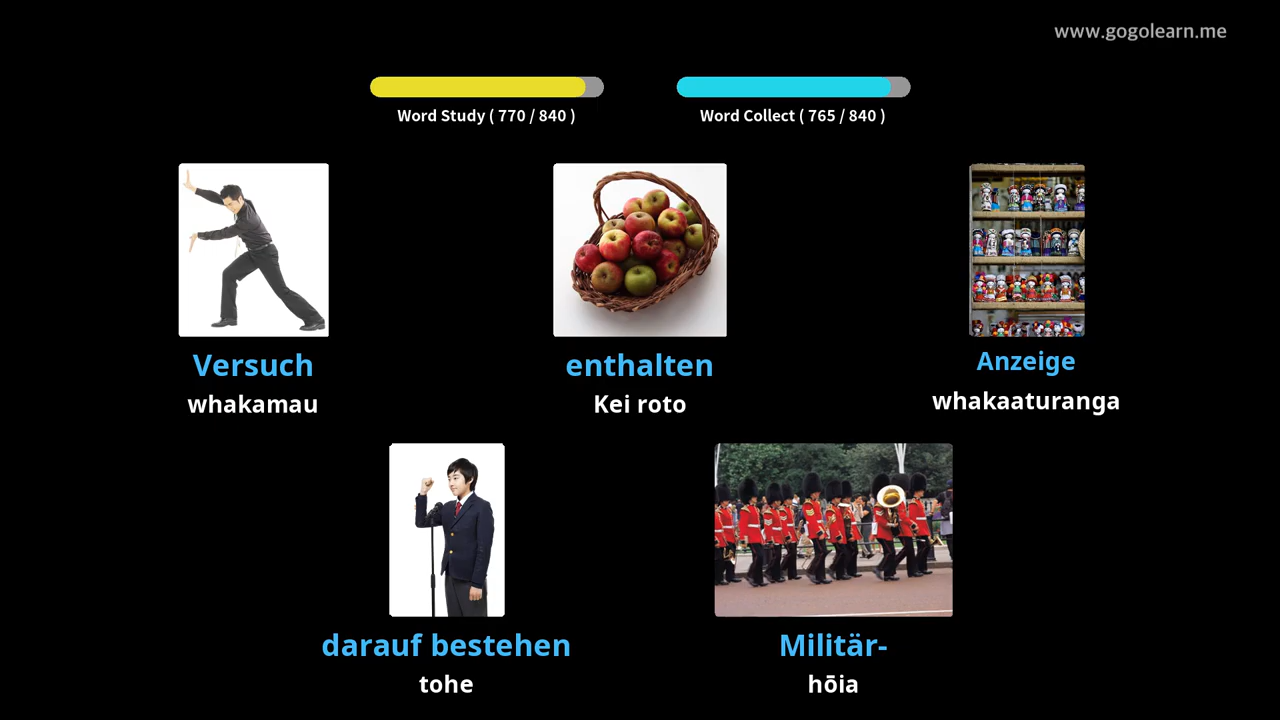 www.gogolearn.me
Word Study ( 770 / 840 )
Word Collect ( 765 / 840 )
Versuch
whakamau
enthalten
Kei roto
Anzeige
whakaaturanga
darauf bestehen
tohe
Militär-
hōia